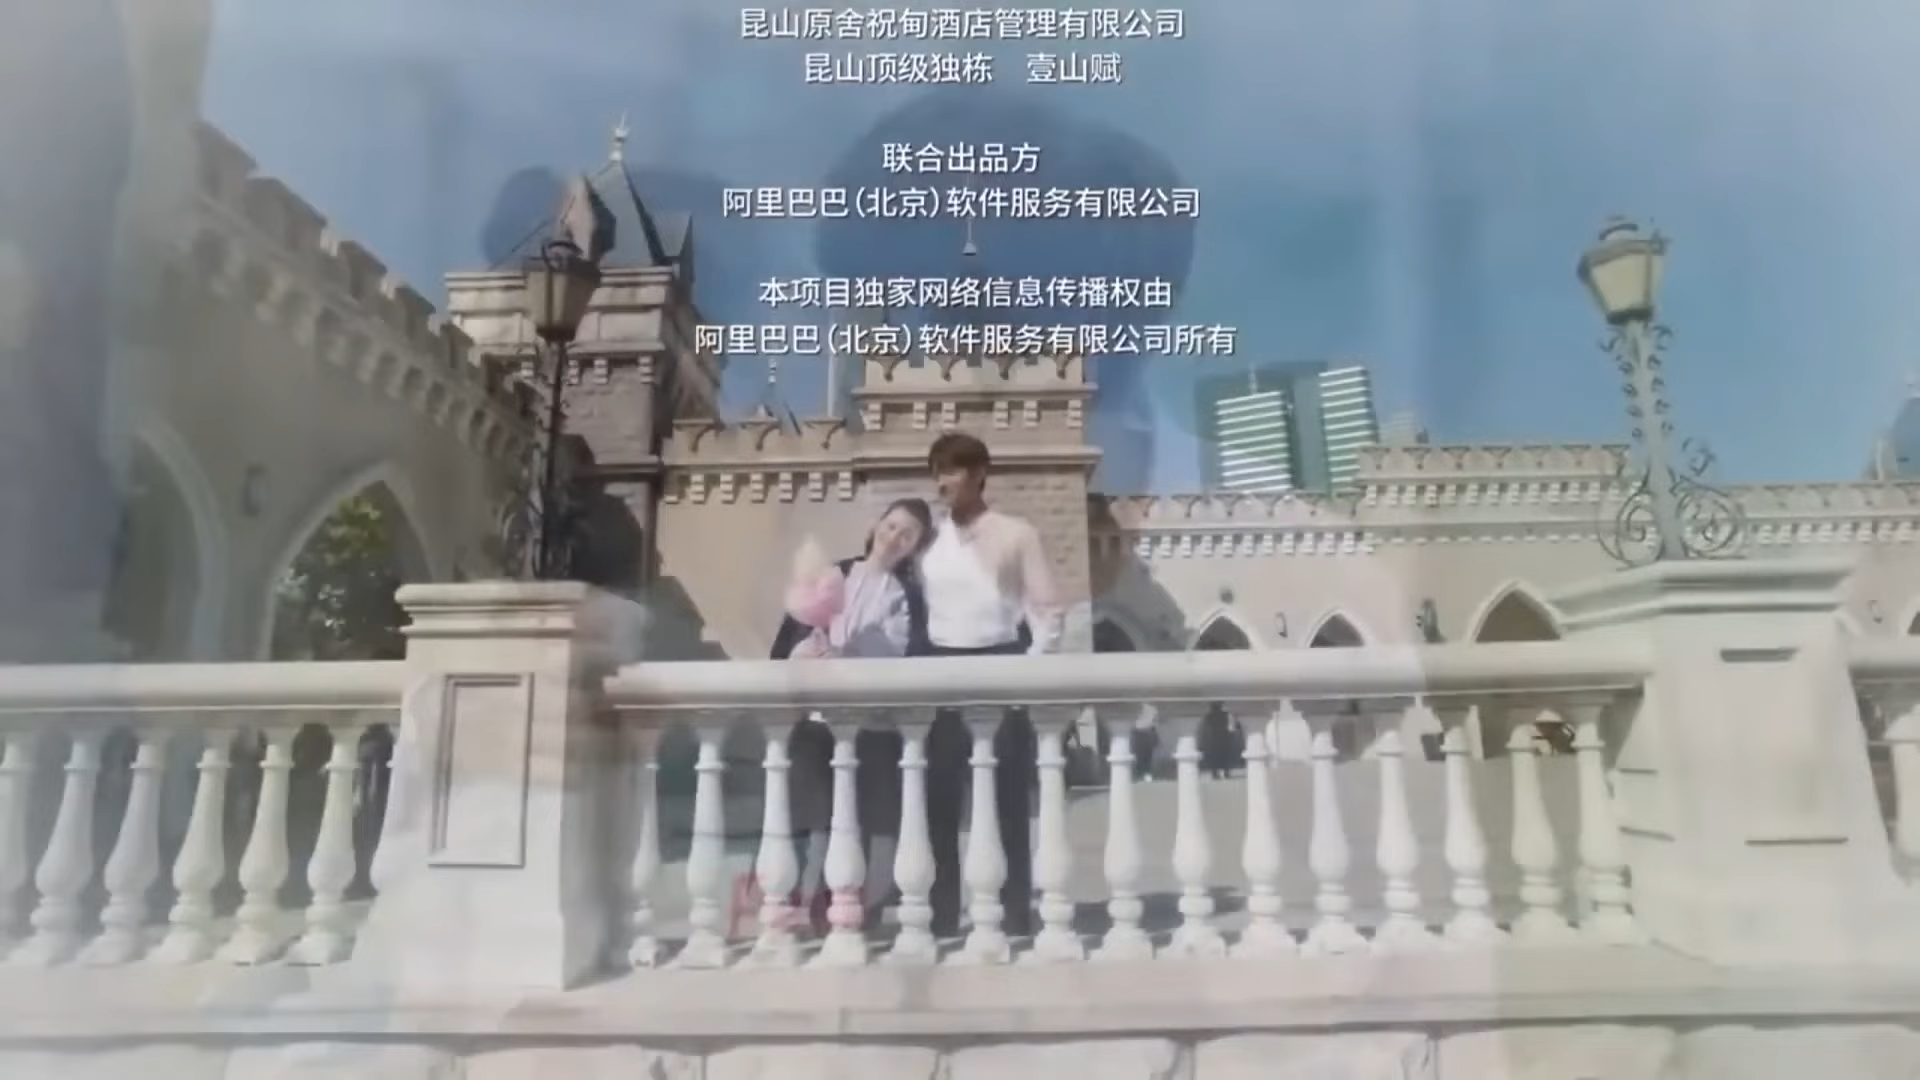 昆山原舍祝甸酒店管理有限公司
昆山顶级独栋　壹山赋
联合出品方
阿里巴巴(北京)软件服务有限公司
本项目独家网络信息传播权由
阿里巴巴(北京)软件服务有限公司所有